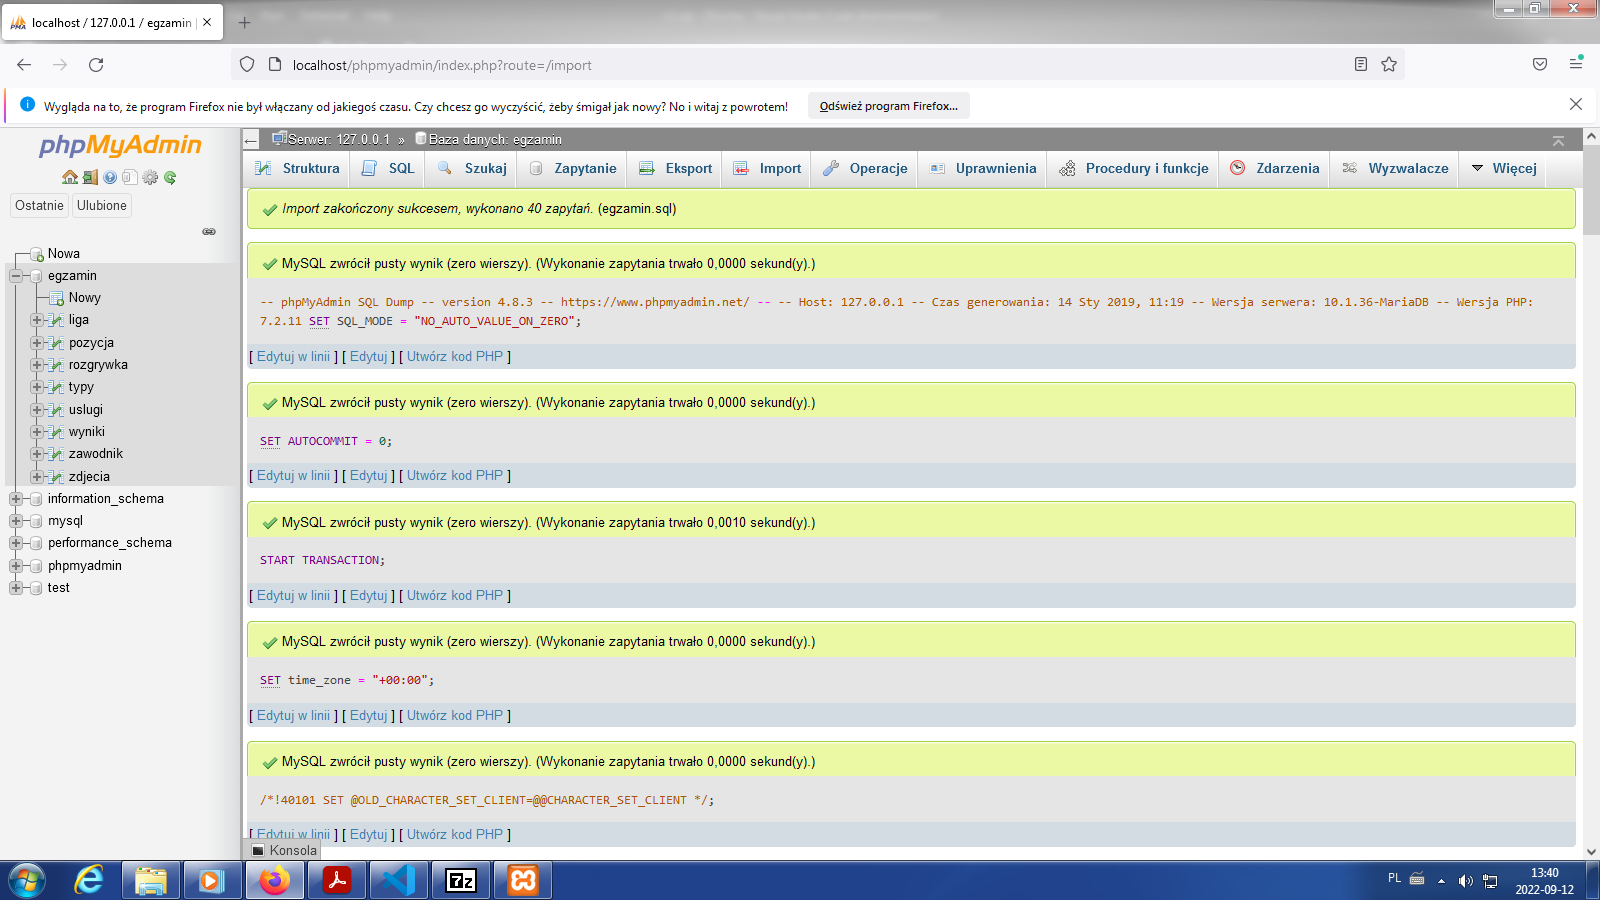 localhost / 127.0.0.1 / egzamin |
localhost/phpmyadmin/index.php?route=/import
Wygląda na to, że program Firefox nie był włączany od jakiegoś czasu. Czy chcesz go wyczyścić, żeby śmigał jak nowy? No i witaj z powrotem!
Odśwież program Firefox...
phpMyAdmin
Ostatnie Ulubione
Nowa
egzamin
Nowy
liga
pozycja
rozgrywka
typy
uslugi
wyniki
zawodnik
zdjecia
information_schema
mysql
performance_schema
phpmyadmin
test
Serwer: 127.0.0.1 » Baza danych: egzamin
Struktura SQL Szukaj Zapytanie Eksport Import Operacje Uprawnienia Procedury i funkcje Zdarzenia Wyzwalacze Więcej
Import zakończony sukcesem, wykonano 40 zapytań. (egzamin.sql)
MySQL zwrócił pusty wynik (zero wierszy). (Wykonanie zapytania trwało 0,0000 sekund(y).)
-- phpMyAdmin SQL Dump -- version 4.8.3 -- https://www.phpmyadmin.net/ -- -- Host: 127.0.0.1 -- Czas generowania: 14 Sty 2019, 11:19 -- Wersja serwera: 10.1.36-MariaDB -- Wersja PHP:
7.2.11 SET SQL_MODE = "NO_AUTO_VALUE_ON_ZERO";
[ Edytuj w linii ] [ Edytuj ] [ Utwórz kod PHP ]
MySQL zwrócił pusty wynik (zero wierszy). (Wykonanie zapytania trwało 0,0000 sekund(y).)
SET AUTOCOMMIT = 0;
[ Edytuj w linii ] [ Edytuj ] [ Utwórz kod PHP ]
MySQL zwrócił pusty wynik (zero wierszy). (Wykonanie zapytania trwało 0,0010 sekund(y).)
START TRANSACTION;
[ Edytuj w linii ] [ Edytuj ] [ Utwórz kod PHP ]
MySQL zwrócił pusty wynik (zero wierszy). (Wykonanie zapytania trwało 0,0000 sekund(y).)
SET time_zone = "+00:00";
[ Edytuj w linii ] [ Edytuj ] [ Utwórz kod PHP ]
MySQL zwrócił pusty wynik (zero wierszy). (Wykonanie zapytania trwało 0,0000 sekund(y).)
/*!40101 SET @OLD_CHARACTER_SET_CLIENT=@@CHARACTER_SET_CLIENT */;
[ Edytuj w linii ] [ Edytuj ] [ Utwórz kod PHP ]
Konsola
7z
PL
13:40
2022-09-12